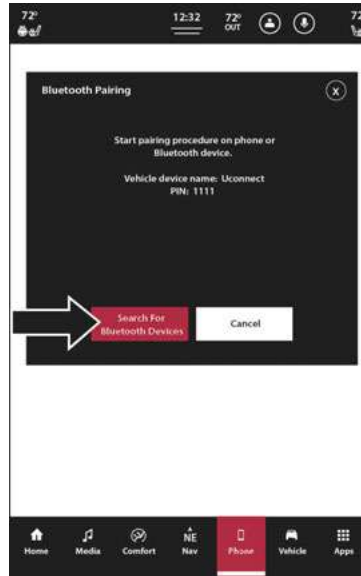 72°
12:32
72°
OUT
72
Bluetooth Pairing
X
Start pairing procedure on phone or
Bluetooth device.
Vehicle device name: Uconnect
PIN: 1111
Search For
Bluetooth Devices
Cancel
Home
Media
Comfort
NE
Nav
Phone
Vehicle
Apps